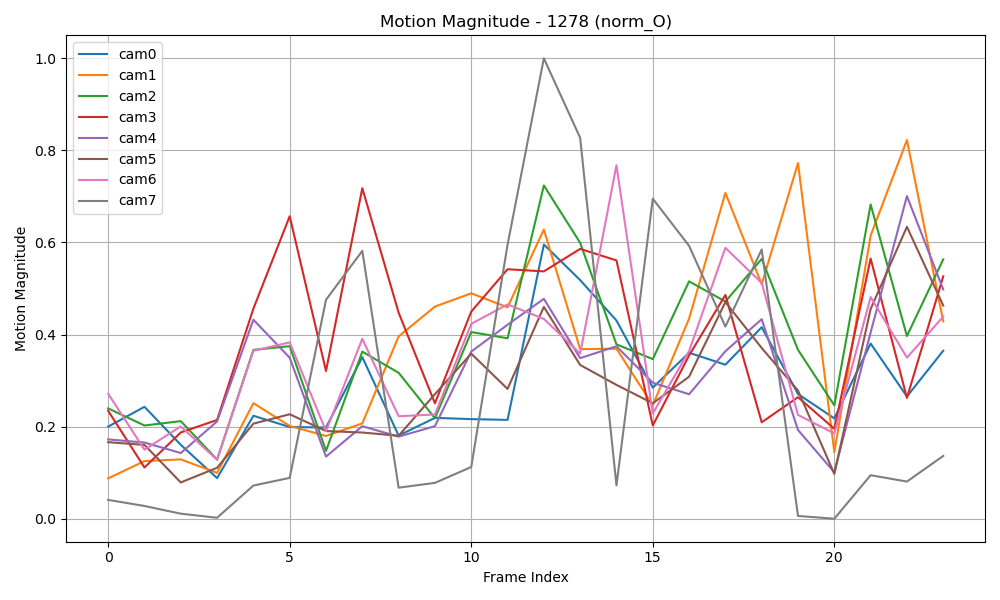 Motion Magnitude - 1278 (norm_O)
cam0
cam1
cam2
cam3
cam4
cam5
cam6
cam7
Motion Magnitude
1.0
0.8
0.6
0.4
0.2
0.0
0 5 10 15 20
Frame Index